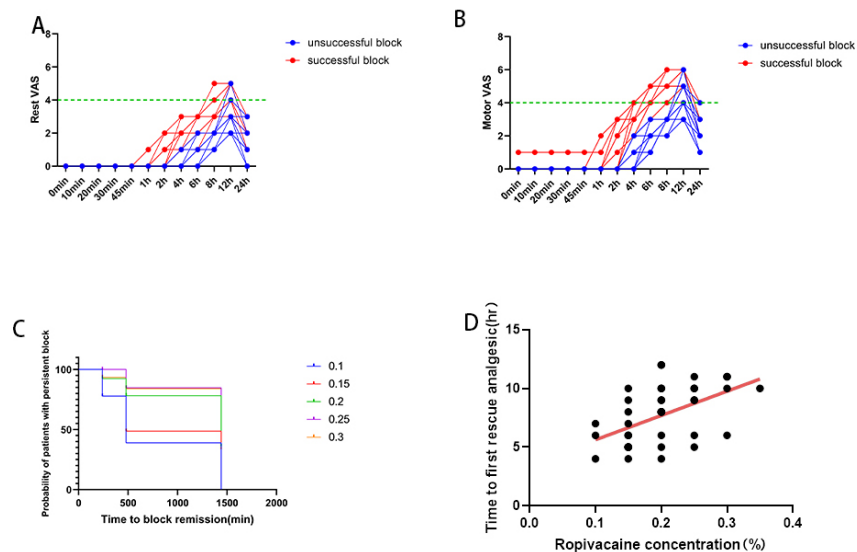 A
Rest VAS
8
6
4
2
0
0min 10min 20min 30min 45min 1h 2h 4h 6h 8h 12h 24h
unsuccessful block
successful block
B
Motor VAS
8
6
4
2
0
0min 10min 20min 30min 45min 1h 2h 4h 6h 8h 12h 24h
unsuccessful block
successful block
C
Probability of patients with persistent block
100
50
0
0 500 1000 1500 2000
Time to block remission(min)
0.1
0.15
0.2
0.25
0.3
D
Time to first rescue analgesic(hr)
15
10
5
0
0.0 0.1 0.2 0.3 0.4
Ropivacaine concentration(%)